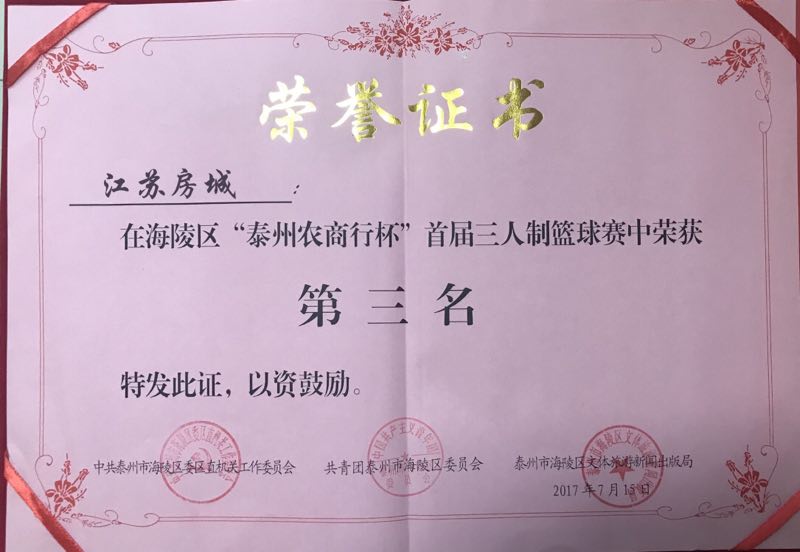 荣誉证书
江苏房城：
在海陵区“泰州农商行杯”首届三人制篮球赛中荣获
第三名
特发此证，以资鼓励。
中共泰州市海陵区委区直机关工作委员会 共青团泰州市海陵区委员会 泰州市海陵区文体旅游新闻出版局
2017年7月15日